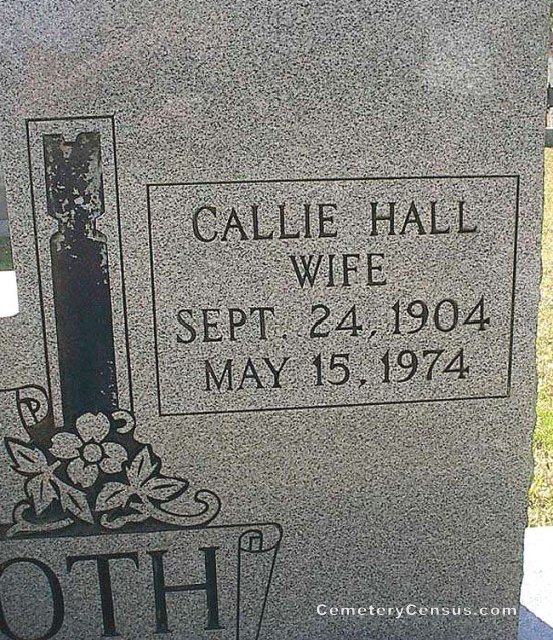 CALLIE HALL
WIFE
SEPT. 24, 1904
MAY 15, 1974
OTH
CemeteryCensus.com